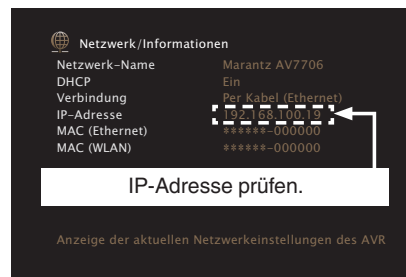 Netzwerk/Informationen
Netzwerk-Name Marantz AV7706
DHCP Ein
Verbindung Per Kabel (Ethernet)
IP-Adresse 192.168.100.19
MAC (Ethernet) ******-000000
MAC (WLAN) ******-000000
IP-Adresse prüfen.
Anzeige der aktuellen Netzwerkeinstellungen des AVR